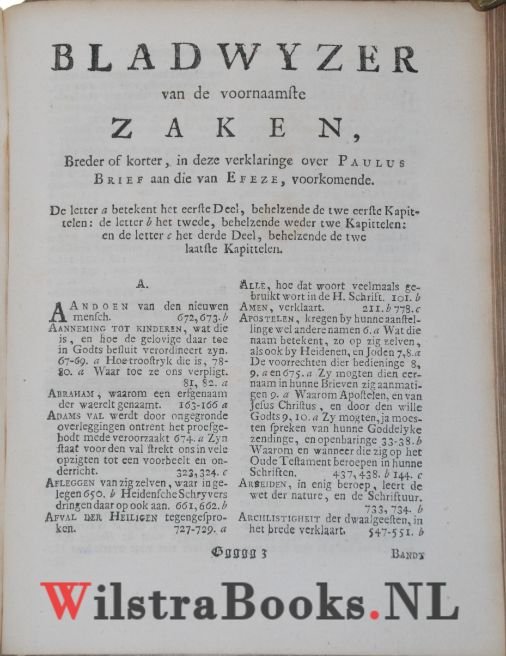 BLADWYZER
van de voornaamſte
ZAKEN,
Breder of korter, in deze verklaringe over PAULUS
BRIEF aan die van EFEZE, voorkomende.
De letter a betekent het eerſte Deel, behelzende de twe eerſte Kapit-
telen: de letter b het twede, behelzende weder twe Kapittelen:
en de letter c het derde Deel, behelzende de twe
laatſte Kapittelen.
A.
AANDOEN van den nieuwen
menſch. 672, 673. b
AANNEMING TOT KINDEREN, wat die
is, en hoe de gelovige daar toe
in Godts beſluit verordineert zyn.
67-69. a Hoe trooſtryk die is, 78-
80. a Waar toe ze ons verpligt.
81, 82. a
ABRAHAM, waarom een erfgenaam
der waerelt genaamt. 163-166 a
ADAMS VAL werdt door ongegronde
overleggingen ontrent het proefge-
bodt mede veroorzaakt 674. a Zyn
ſtaat voor den val ſtrekt ons in vele
opzigten tot een voorbeelt en on-
derricht. 323, 324. c
AFLEGGEN van zig zelven, waar in ge-
legen 650. b Heidenſche Schryvers
dringen daar op ook aan. 661, 662. b
AFVAL DER HEILIGEN tegengeſpro-
ken. 727-729. a
ALLE, hoe dat woort veelmaals ge-
bruikt wort in de H. Schrift. 101. b
AMEN, verklaart. 211. b 778. c
APOSTELEN, kregen by hunne aanſtel-
linge wel andere namen 6. a Wat die
naam betekent, zo op zig zelven,
als ook by Heidenen, en Joden 7, 8. a
De voorrechten dier bedieninge 8,
9. a en 675. a Zy mogten dien eer-
naam in hunne Brieven zig aanmati-
gen 9. a Waarom Apoſtelen, en van
Jeſus Chriſtus, en door den wille
Godts 9, 10. a Zy mogten, ja moes-
ten ſpreken van hunne Goddelyke
zendinge, en openbaringe 33-38. b
Waarom en wanneer die zig op het
Oude Teſtament beroepen in hunne
Schriften. 437, 438. b 144. c
ARBEIDEN, in enig beroep, leert de
wet der nature, en de Schriftuur.
733, 734. b
ARCHLISTIGHEIT der dwaalgeeſten, in
het brede verklaart. 547-551. b
Ggggg 3
BANDT
WilstraBooks.NL